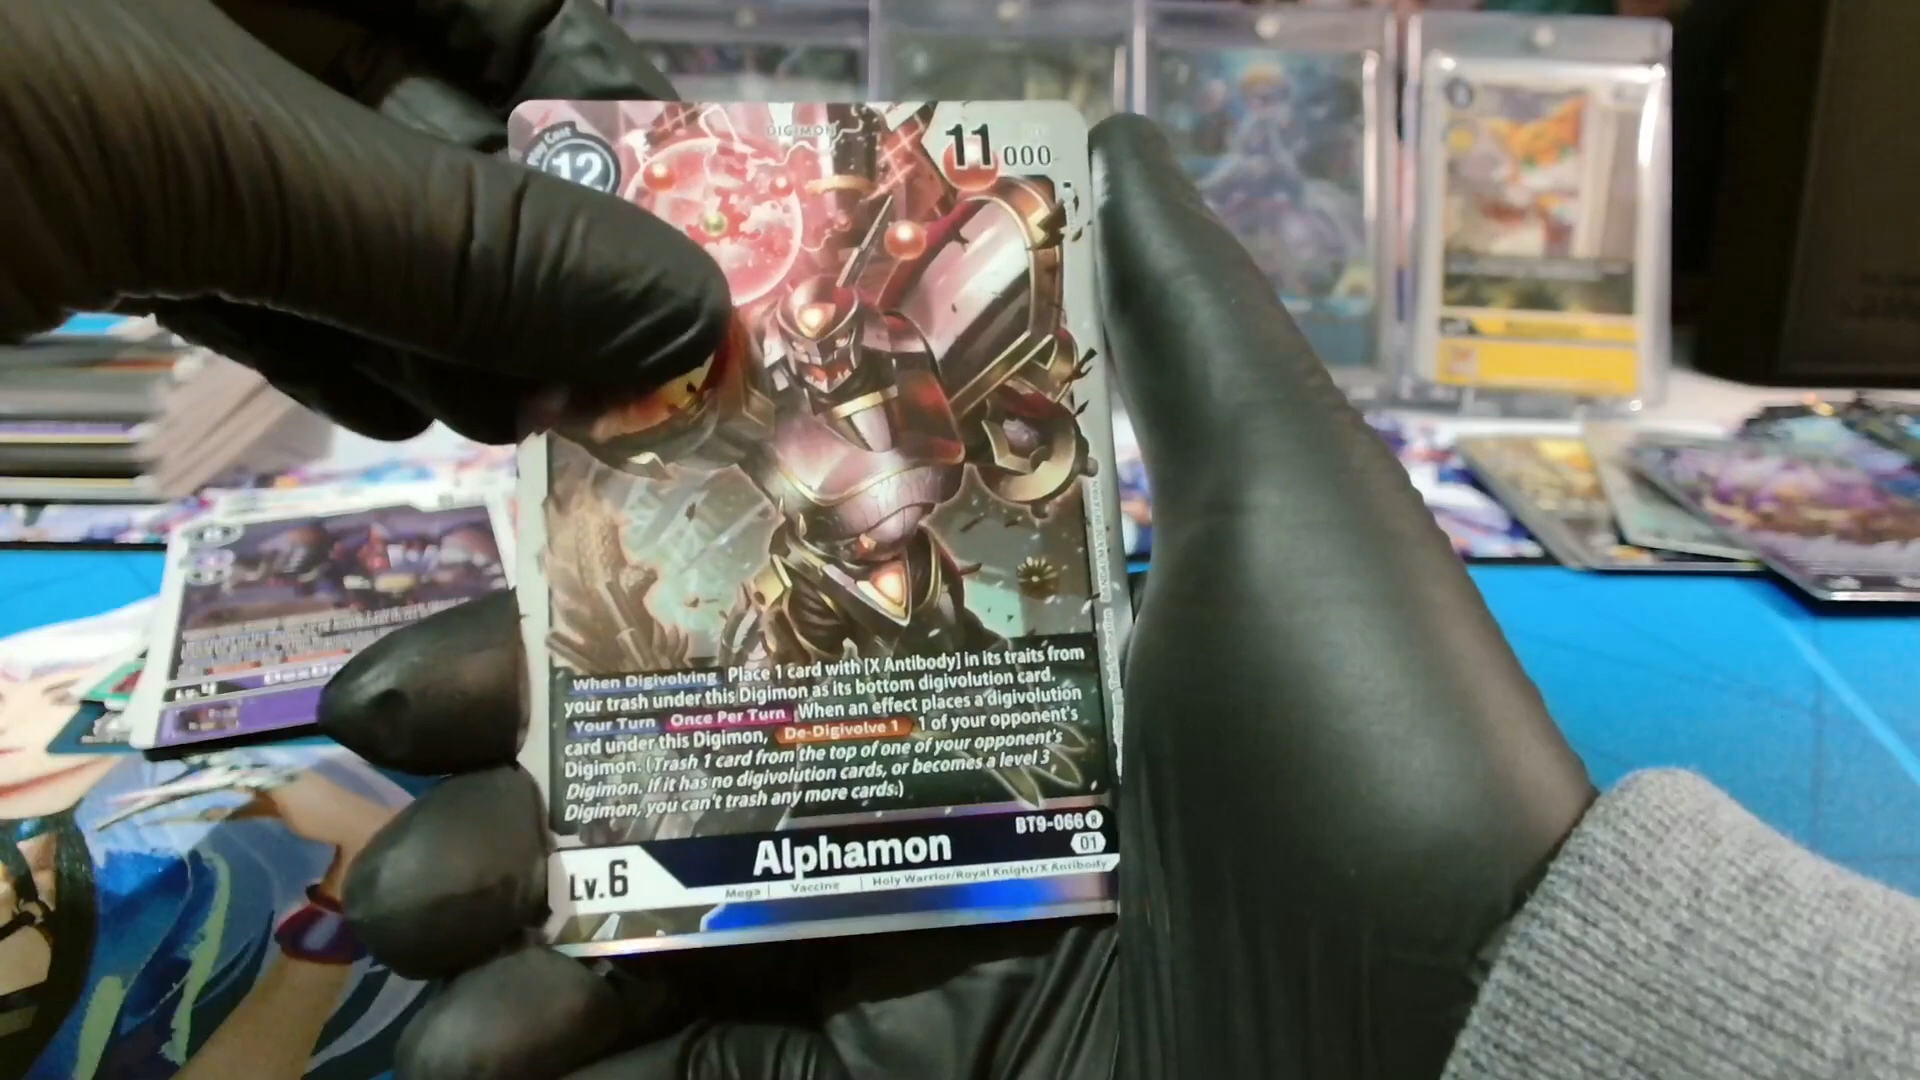 DIGIMON
Play Cost
12
11000
When Digivolving Place 1 card with [X Antibody] in its traits from
your trash under this Digimon as its bottom digivolution card.
Your Turn Once Per Turn When an effect places a digivolution
card under this Digimon, De-Digivolve 1 1 of your opponent's
Digimon. (Trash 1 card from the top of one of your opponent's
Digimon. If it has no digivolution cards, or becomes a level 3
Digimon, you can't trash any more cards.)
BT9-066 R
01
Alphamon
Lv.6
Mega | Vaccine | Holy Warrior/Royal Knight/X Antibody